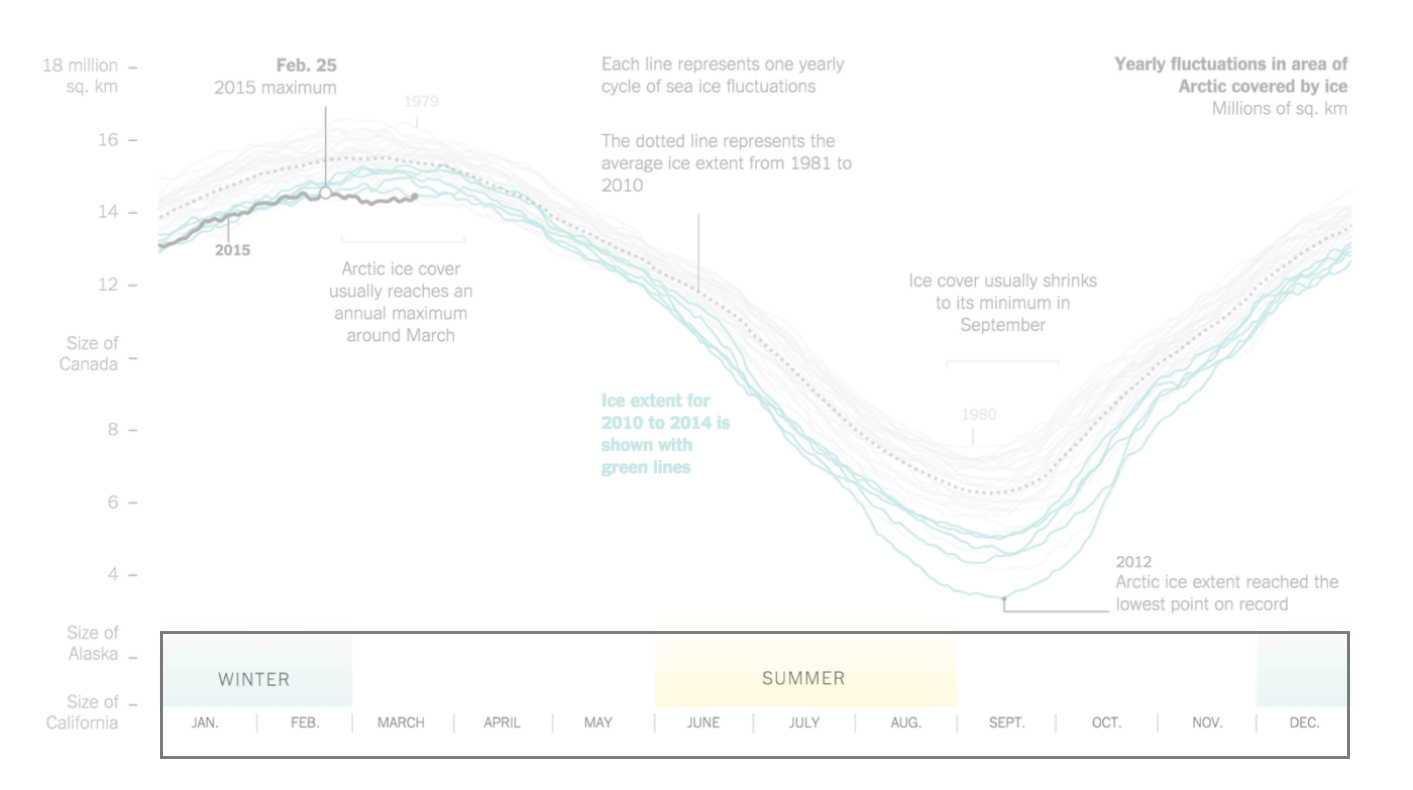 18 million
sq. km
16
14
12
Size of
Canada
8
6
4
Size of
Alaska
Size of
California
Feb. 25
2015 maximum
1979
2015
Arctic ice cover
usually reaches an
annual maximum
around March
Each line represents one yearly
cycle of sea ice fluctuations
The dotted line represents the
average ice extent from 1981 to
2010
Ice extent for
2010 to 2014 is
shown with
green lines
Yearly fluctuations in area of
Arctic covered by ice
Millions of sq. km
Ice cover usually shrinks
to its minimum in
September
1980
2012
Arctic ice extent reached the
lowest point on record
WINTER
SUMMER
JAN.
FEB.
MARCH
APRIL
MAY
JUNE
JULY
AUG.
SEPT.
OCT.
NOV.
DEC.